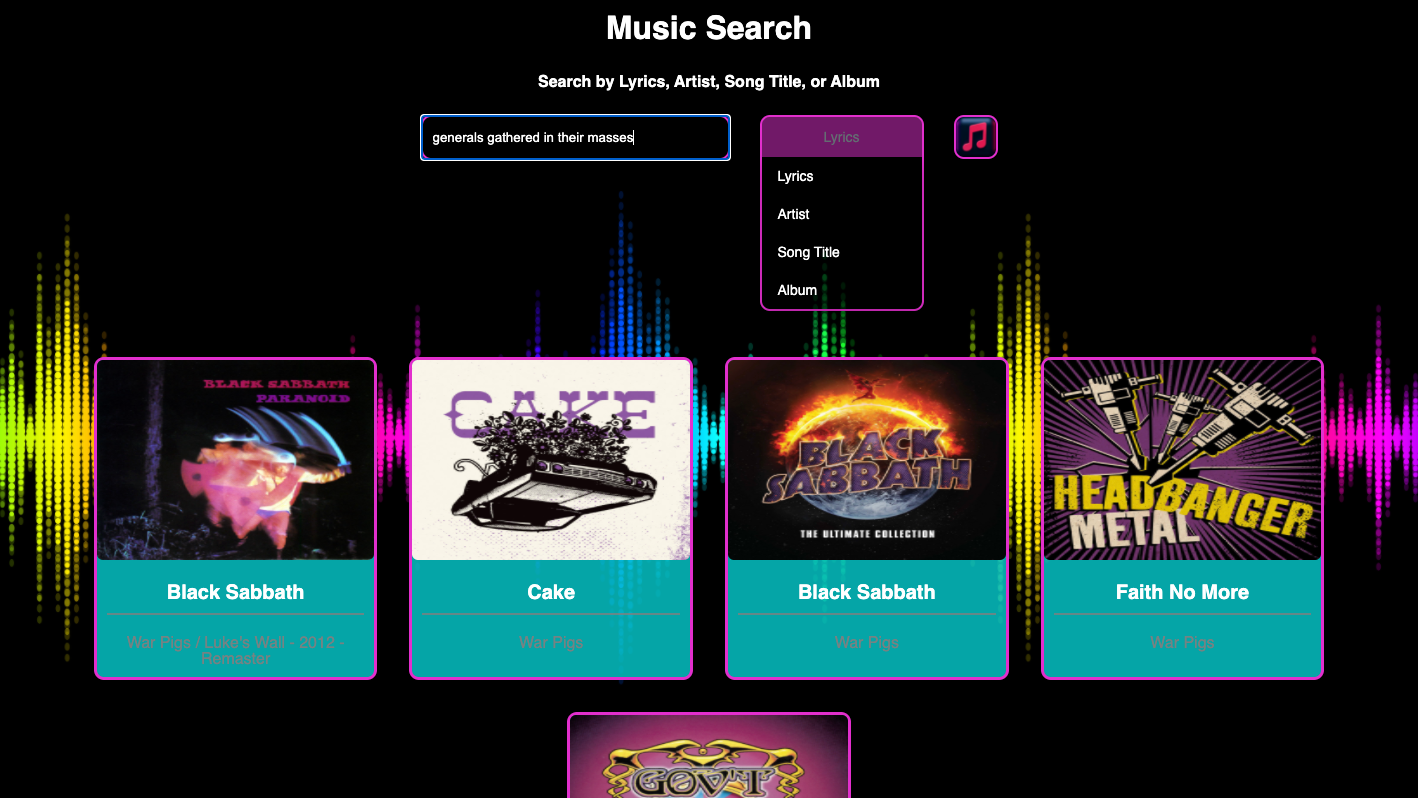 Music Search
Search by Lyrics, Artist, Song Title, or Album
generals gathered in their masses
Lyrics
Lyrics
Artist
Song Title
Album
BLACK SABBATH
PARANOID
CAKE
BLACK
SABBATH
THE ULTIMATE COLLECTION
HEADBANGER
METAL
Black Sabbath
Cake
Black Sabbath
Faith No More
War Pigs / Luke's Wall - 2012 -
Remaster
War Pigs
War Pigs
War Pigs
GOV'T